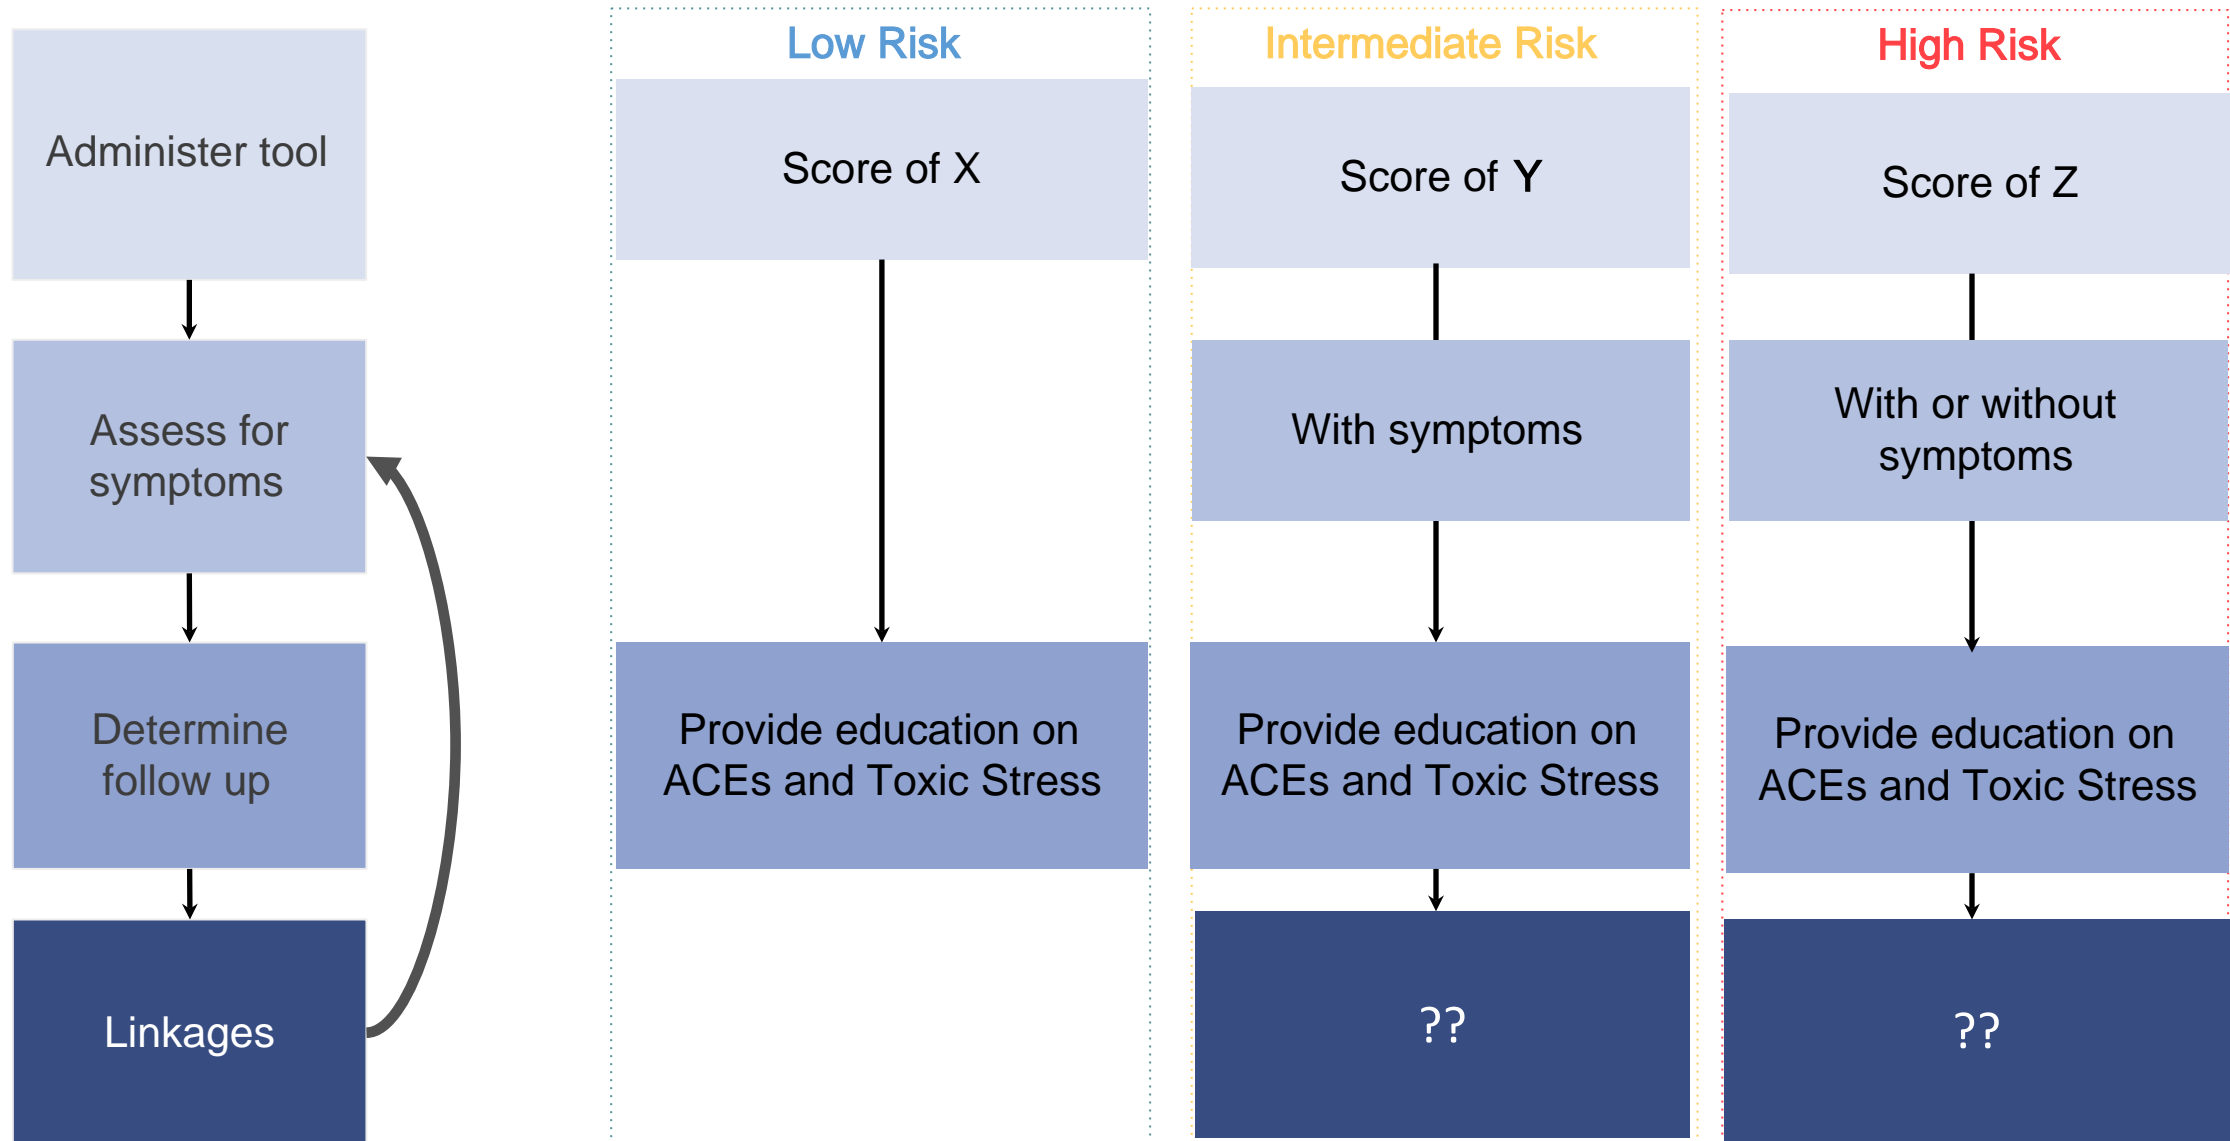 Administer tool
Assess for
symptoms
Determine
follow up
Linkages
Low Risk
Score of X
Provide education on
ACEs and Toxic Stress
Intermediate Risk
Score of Y
With symptoms
Provide education on
ACEs and Toxic Stress
??
High Risk
Score of Z
With or without
symptoms
Provide education on
ACEs and Toxic Stress
??